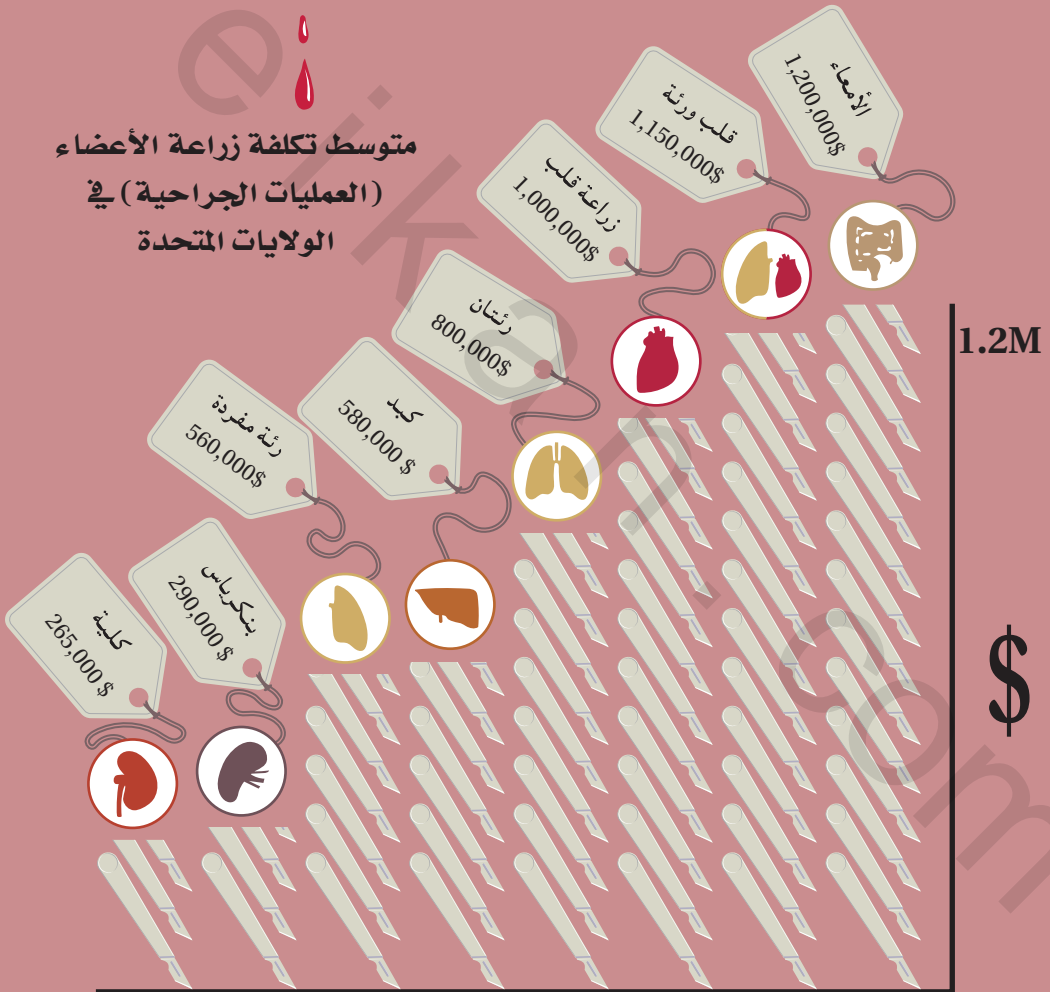 متوسط تكلفة زراعة الأعضاء
(العمليات الجراحية) في
الولايات المتحدة
الأمعاء
1,200,000$
قلب ورئة
1,150,000$
زراعة قلب
1,000,000$
رئتان
800,000$
كبد
580,000 $
رئة مفردة
560,000$
بنكرياس
290,000 $
كلية
265,000 $
1.2M
$
eikan.com